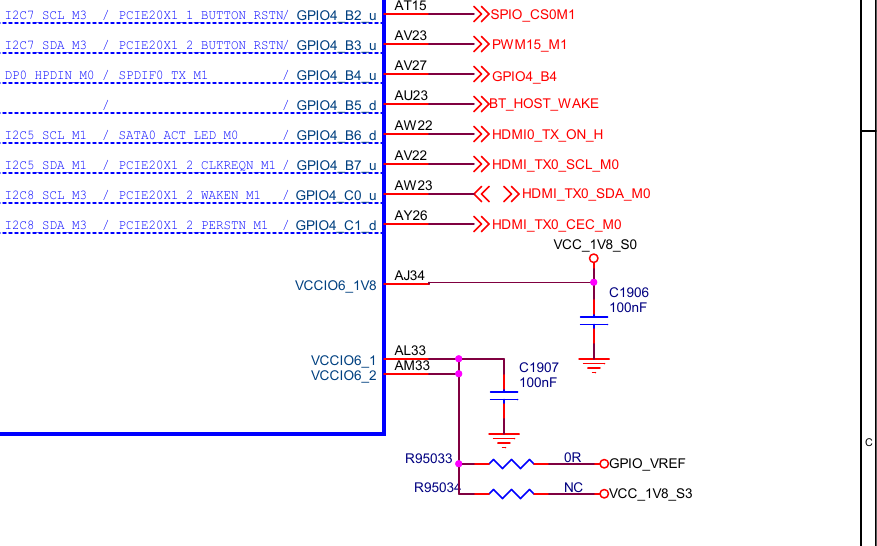 I2C7_SCL_M3 / PCIE20X1_1_BUTTON_RSTN/ GPIO4_B2_u AT15 SPIO_CS0M1
I2C7_SDA_M3 / PCIE20X1_2_BUTTON_RSTN/ GPIO4_B3_u AV23 PWM15_M1
DP0_HPDIN_M0 / SPDIF0_TX_M1 / GPIO4_B4_u AV27 GPIO4_B4
/ / GPIO4_B5_d AU23 BT_HOST_WAKE
I2C5_SCL_M1 / SATA0_ACT_LED_M0 / GPIO4_B6_d AW22 HDMI0_TX_ON_H
I2C5_SDA_M1 / PCIE20X1_2_CLKREQN_M1 / GPIO4_B7_u AV22 HDMI_TX0_SCL_M0
I2C8_SCL_M3 / PCIE20X1_2_WAKEN_M1 / GPIO4_C0_u AW23 HDMI_TX0_SDA_M0
I2C8_SDA_M3 / PCIE20X1_2_PERSTN_M1 / GPIO4_C1_d AY26 HDMI_TX0_CEC_M0
VCC_1V8_S0
VCCIO6_1V8 AJ34
C1906
100nF
VCCIO6_1 AL33
VCCIO6_2 AM33
C1907
100nF
C
R95033 0R GPIO_VREF
R95034 NC VCC_1V8_S3